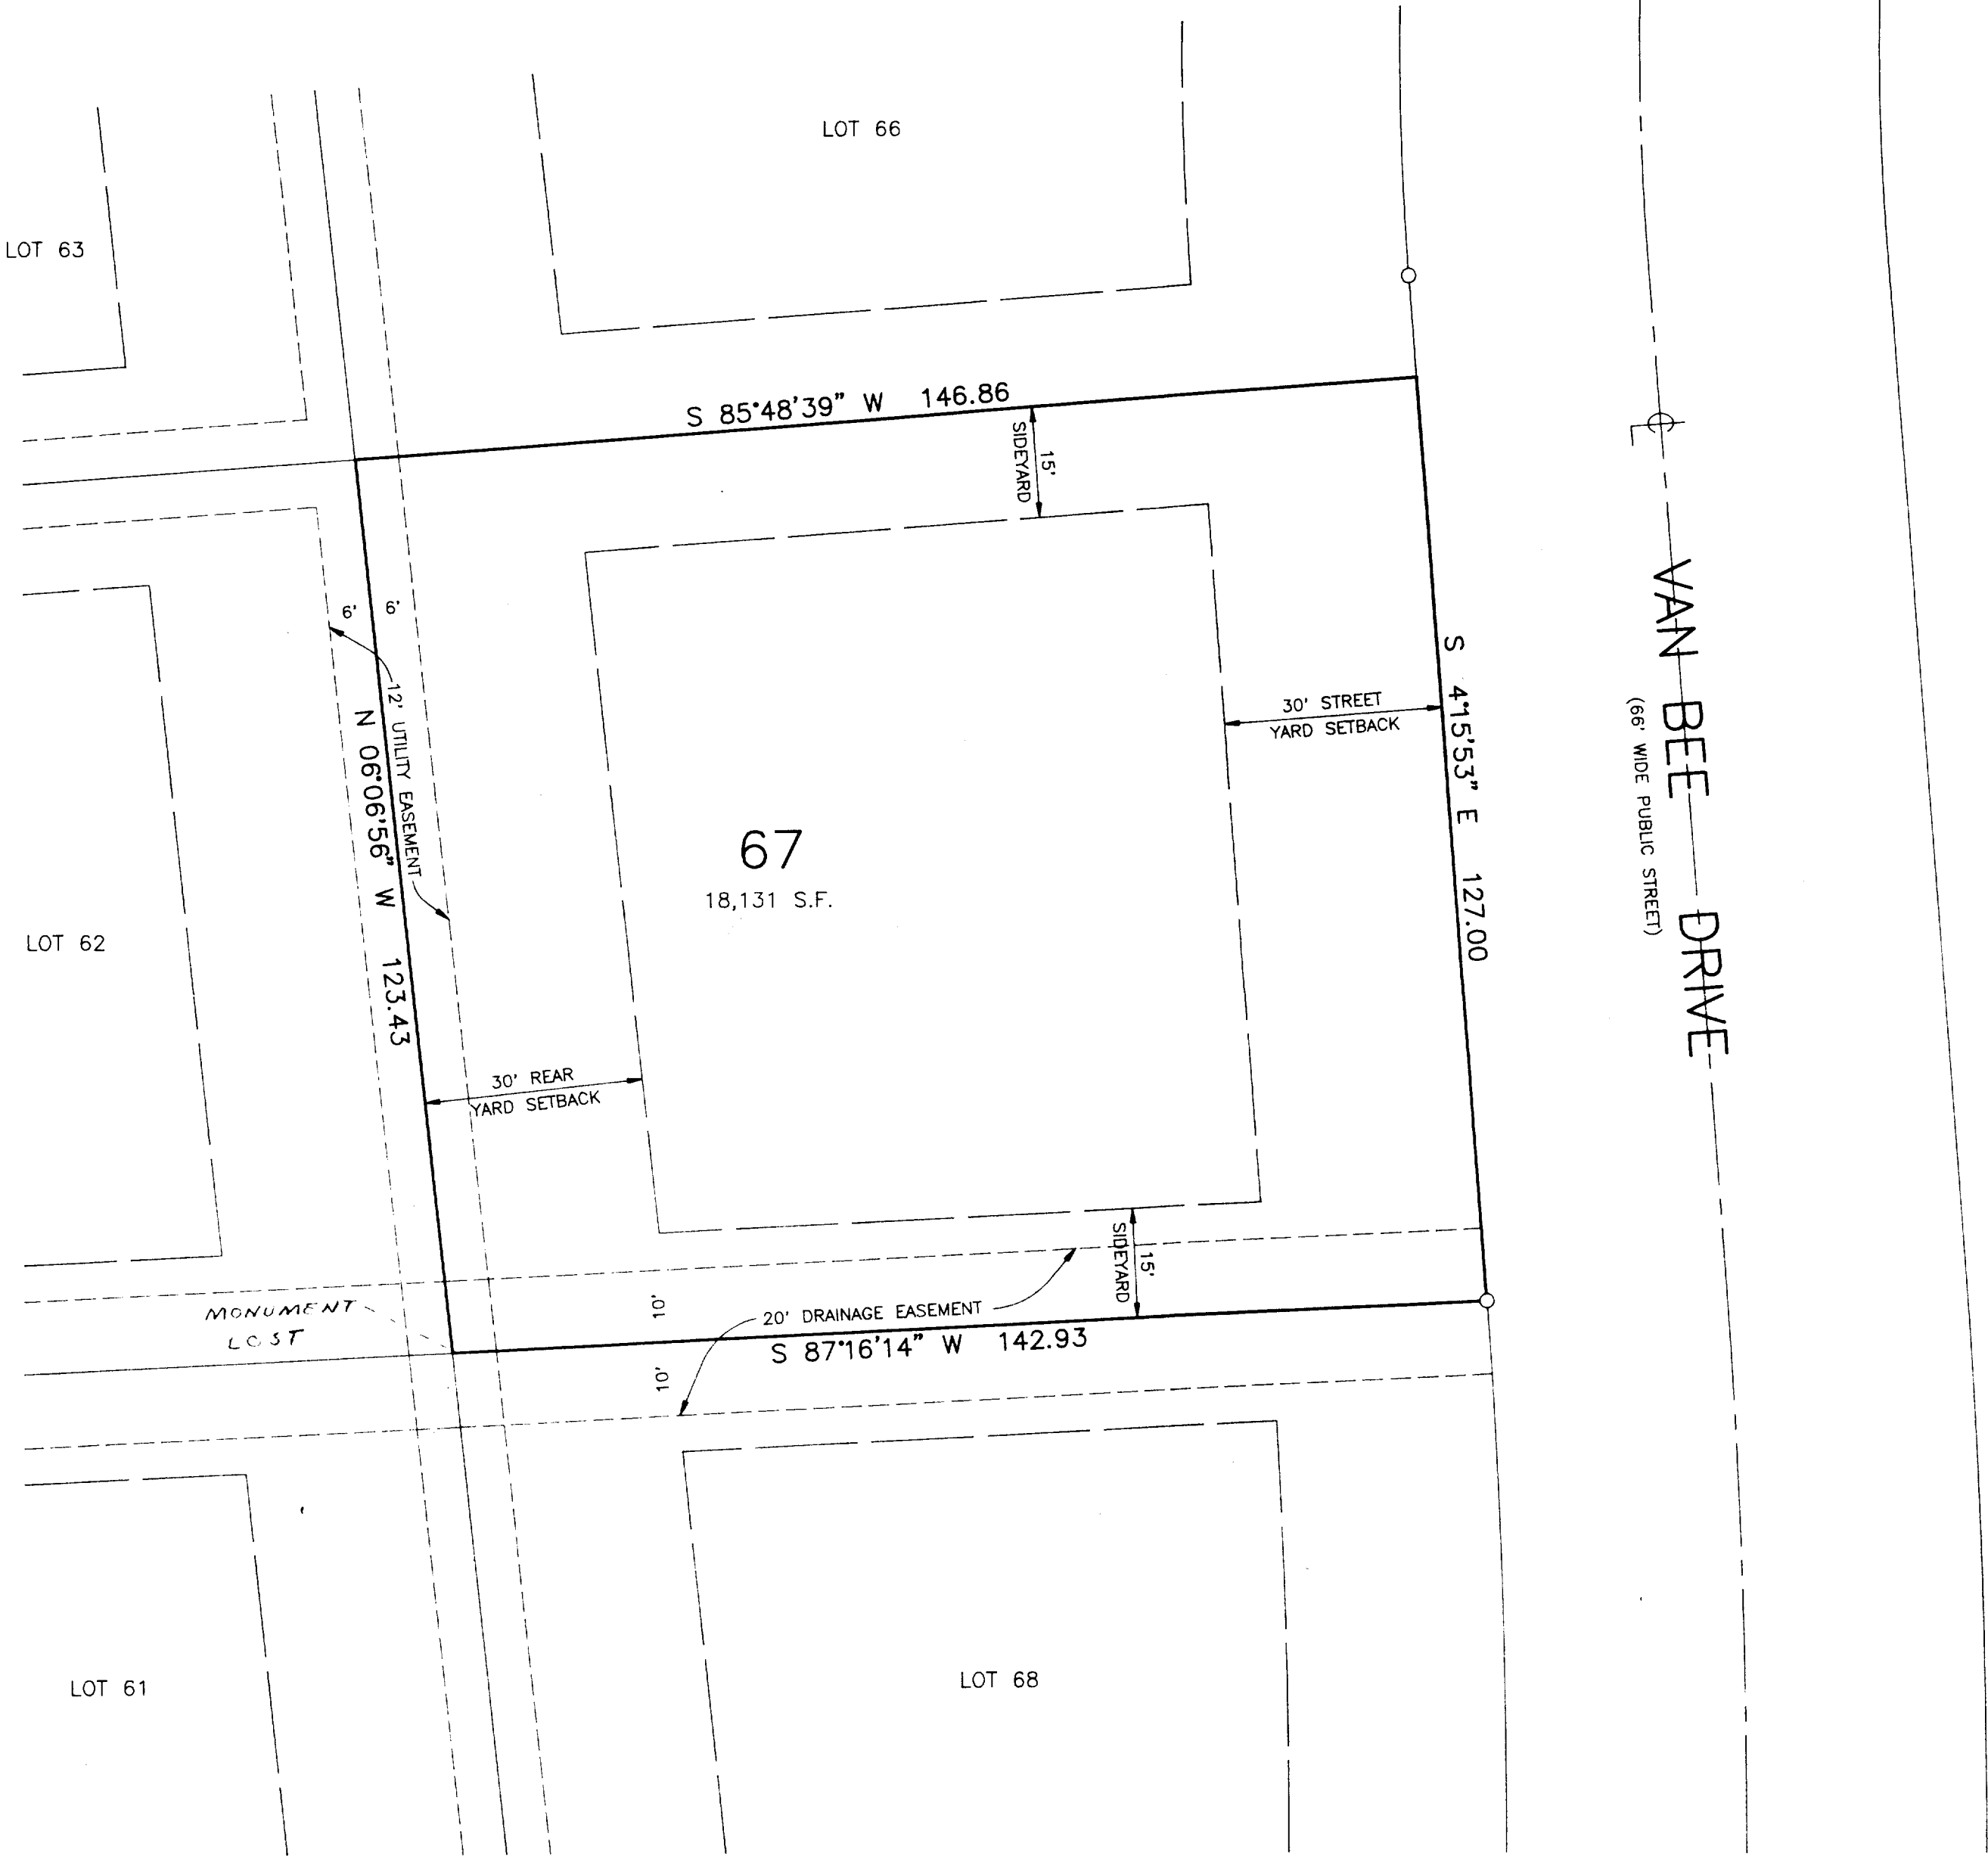 LOT 66
LOT 63
S 85°48'39" W 146.86
15'
SIDEYARD
6'
6'
12' UTILITY EASEMENT
N 06°06'56" W 123.43
S 4°15'53" E 127.00
30' STREET
YARD SETBACK
VAN BEE DRIVE
(66' WIDE PUBLIC STREET)
67
18,131 S.F.
LOT 62
30' REAR
YARD SETBACK
15'
SIDEYARD
MONUMENT
LOST
10'
20' DRAINAGE EASEMENT
S 87°16'14" W 142.93
10'
LOT 61
LOT 68